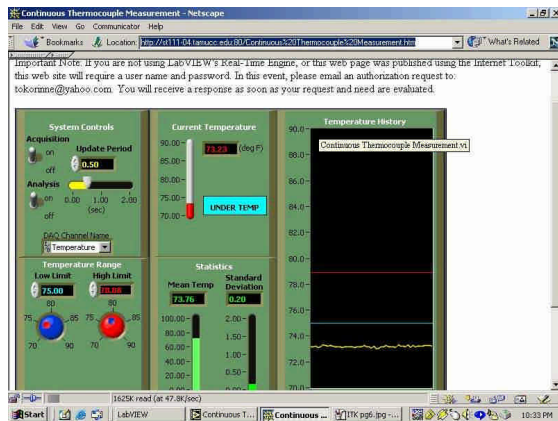 Continuous Thermocouple Measurement - Netscape
File Edit View Go Communicator Help
Bookmarks Location: http://st111-04.tamucc.edu:80/Continuous%20Thermocouple%20Measurement.htm What's Related
Important Note: If you are not using LabVIEW's Real-Time Engine, or this web page was published using the Internet Toolkit,
this web site will require a user name and password. In this event, please email an authorization request to:
tokorinne@yahoo.com. You will receive a response as soon as your request and need are evaluated.
System Controls
Acquisition
on
off
Update Period
0.50
Analysis
on
off
0.00 1.00 2.00
(sec)
DAQ Channel Name
Temperature
Current Temperature
90.00
85.00
80.00
75.00
70.00
73.23 (deg F)
UNDER TEMP
Temperature History
Continuous Thermocouple Measurement.vi
90.0
88.0
86.0
84.0
82.0
80.0
78.0
76.0
74.0
72.0
70.0
Temperature Range
Low Limit High Limit
75.00
80 80
75 85 75 85
70 90 70 90
Statistics
Mean Temp Standard Deviation
73.76 0.20
100.00 2.00
80.00 1.50
60.00
40.00 1.00
20.00 0.50
1625K read (at 47.8K/sec)
Start LabVIEW Continuous T... Continuous ... ITK pg6.jpg -... 10:33 PM